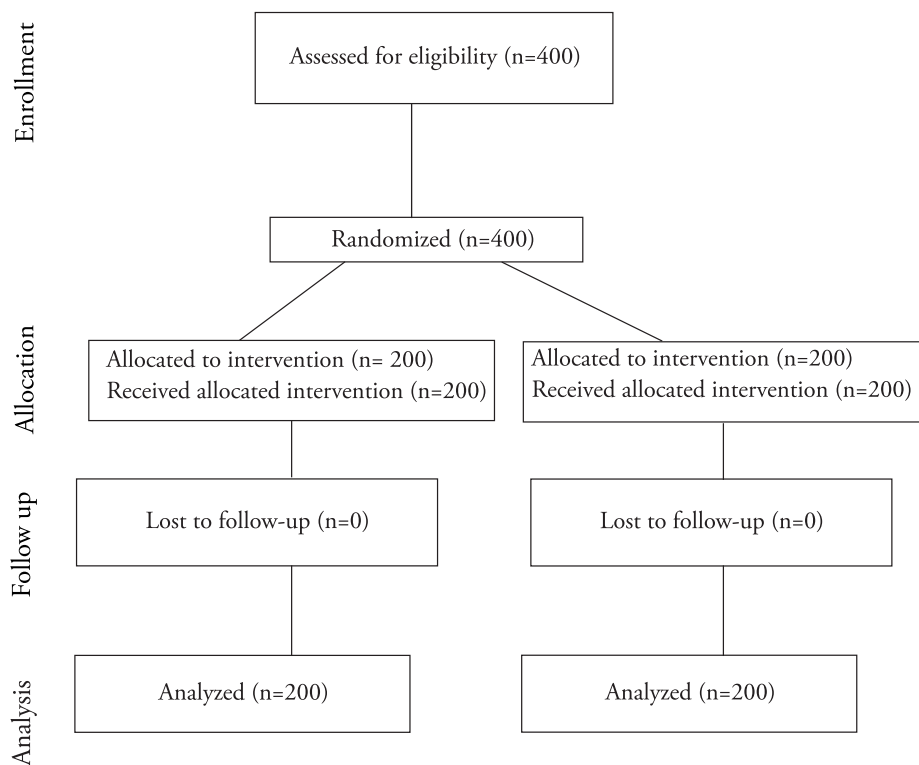 Enrollment
Assessed for eligibility (n=400)
Randomized (n=400)
Allocation
Allocated to intervention (n= 200)
Received allocated intervention (n=200)
Allocated to intervention (n=200)
Received allocated intervention (n=200)
Follow up
Lost to follow-up (n=0)
Lost to follow-up (n=0)
Analysis
Analyzed (n=200)
Analyzed (n=200)